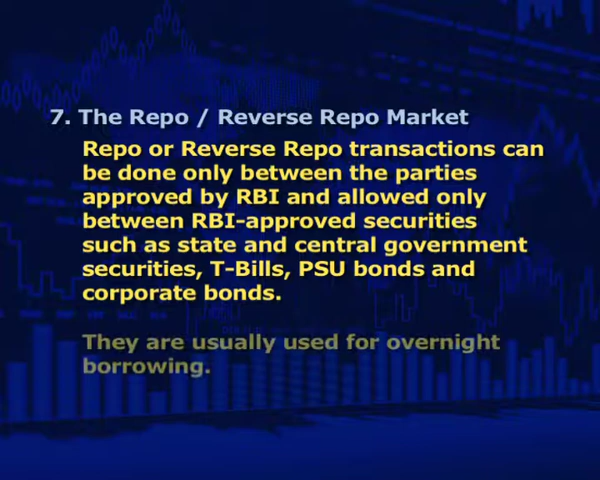 7. The Repo / Reverse Repo Market
Repo or Reverse Repo transactions can
be done only between the parties
approved by RBI and allowed only
between RBI-approved securities
such as state and central government
securities, T-Bills, PSU bonds and
corporate bonds.
They are usually used for overnight
borrowing.